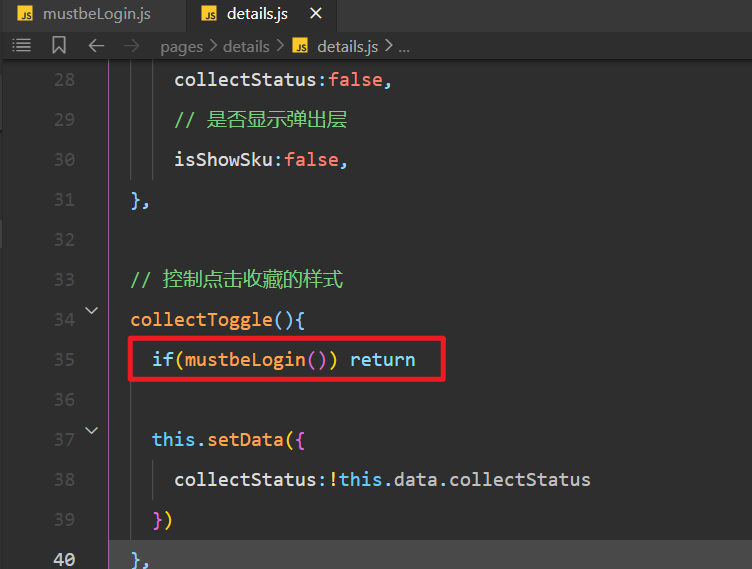 JS mustbeLogin.js JS details.js ×
pages > details > JS details.js > ...
28 collectStatus:false,
29 // 是否显示弹出层
30 isShowSku:false,
31 },
32
33 // 控制点击收藏的样式
34 collectToggle(){
35 if(mustbeLogin()) return
36
37 this.setData({
38 collectStatus:!this.data.collectStatus
39 })
40 },